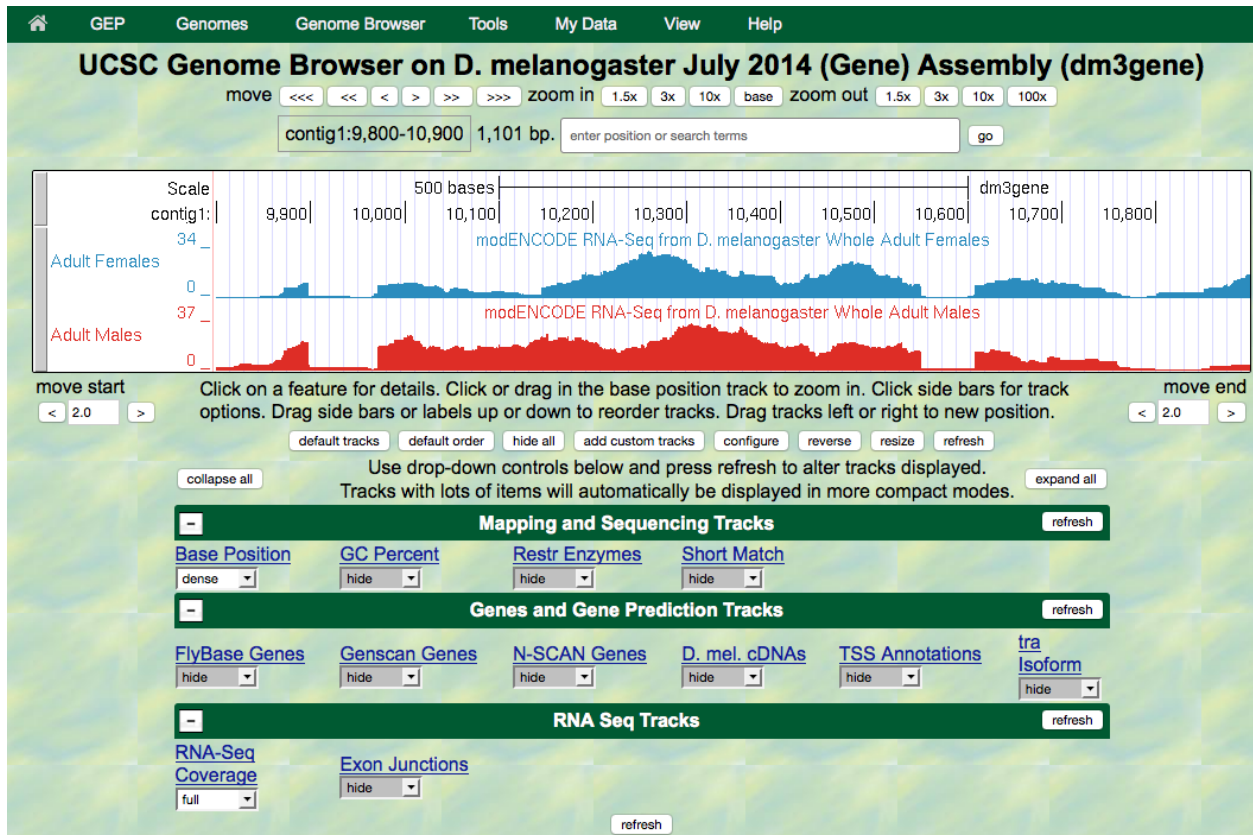 GEP Genomes Genome Browser Tools My Data View Help
UCSC Genome Browser on D. melanogaster July 2014 (Gene) Assembly (dm3gene)
move <<< << < > >> >>> zoom in 1.5x 3x 10x base zoom out 1.5x 3x 10x 100x
contig1:9,800-10,900 1,101 bp. enter position or search terms go
Scale 500 bases dm3gene
contig1: 9,900 10,000 10,100 10,200 10,300 10,400 10,500 10,600 10,700 10,800
34 _ modENCODE RNA-Seq from D. melanogaster Whole Adult Females
Adult Females
0 _
37 _ modENCODE RNA-Seq from D. melanogaster Whole Adult Males
Adult Males
0 _
move start Click on a feature for details. Click or drag in the base position track to zoom in. Click side bars for track move end
< 2.0 > options. Drag side bars or labels up or down to reorder tracks. Drag tracks left or right to new position. < 2.0 >
default tracks default order hide all add custom tracks configure reverse resize refresh
collapse all Use drop-down controls below and press refresh to alter tracks displayed. expand all
Tracks with lots of items will automatically be displayed in more compact modes.
- Mapping and Sequencing Tracks refresh
Base Position GC Percent Restr Enzymes Short Match
dense hide hide hide
- Genes and Gene Prediction Tracks refresh
FlyBase Genes Genscan Genes N-SCAN Genes D. mel. cDNAs TSS Annotations tra Isoform
hide hide hide hide hide hide
- RNA Seq Tracks refresh
RNA-Seq Coverage Exon Junctions
full hide
refresh